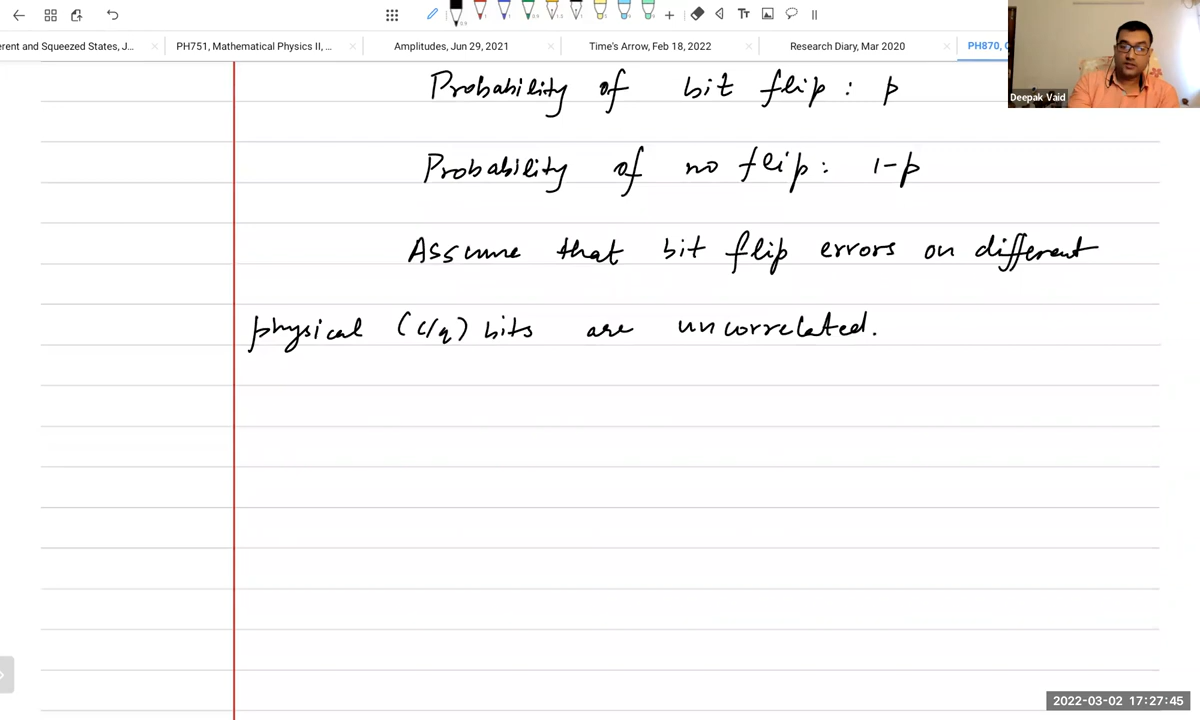 erent and Squeezed States, J...
PH751, Mathematical Physics II, ...
Amplitudes, Jun 29, 2021
Time's Arrow, Feb 18, 2022
Research Diary, Mar 2020
PH870,
Deepak Vaid
Probability of bit flip : p
Probability of no flip : 1-p
Assume that bit flip errors on different
physical (c/q) bits are uncorrelated.
2022-03-02 17:27:45